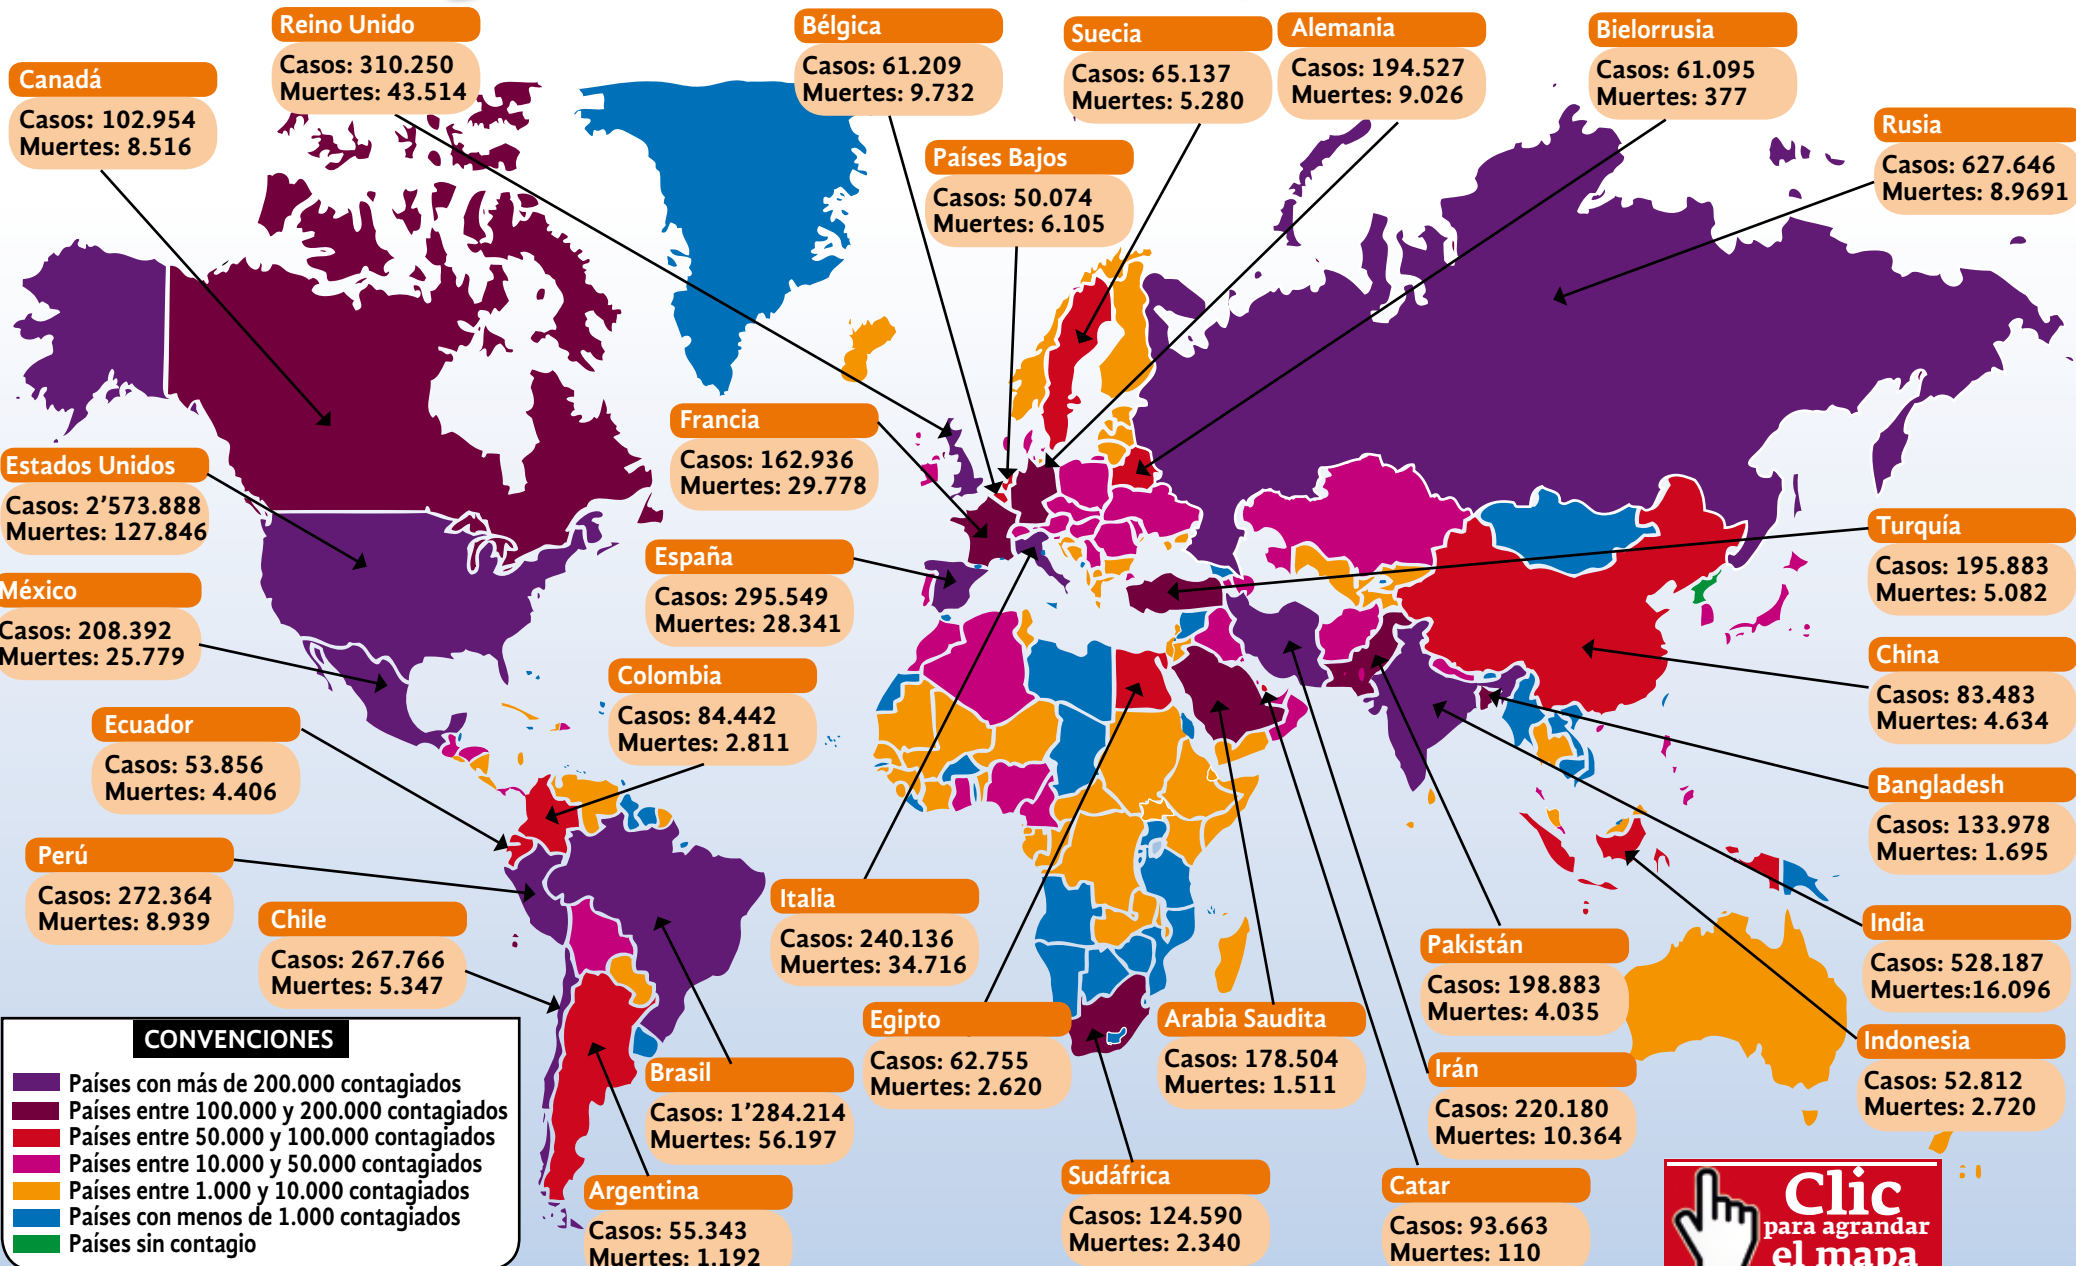 Reino Unido
Casos: 310.250
Muertes: 43.514
Bélgica
Casos: 61.209
Muertes: 9.732
Suecia
Casos: 65.137
Muertes: 5.280
Alemania
Casos: 194.527
Muertes: 9.026
Bielorrusia
Casos: 61.095
Muertes: 377
Canadá
Casos: 102.954
Muertes: 8.516
Países Bajos
Casos: 50.074
Muertes: 6.105
Rusia
Casos: 627.646
Muertes: 8.9691
Francia
Casos: 162.936
Muertes: 29.778
Estados Unidos
Casos: 2’573.888
Muertes: 127.846
España
Casos: 295.549
Muertes: 28.341
Turquía
Casos: 195.883
Muertes: 5.082
México
Casos: 208.392
Muertes: 25.779
Colombia
Casos: 84.442
Muertes: 2.811
China
Casos: 83.483
Muertes: 4.634
Ecuador
Casos: 53.856
Muertes: 4.406
Bangladesh
Casos: 133.978
Muertes: 1.695
Perú
Casos: 272.364
Muertes: 8.939
Chile
Casos: 267.766
Muertes: 5.347
Italia
Casos: 240.136
Muertes: 34.716
Pakistán
Casos: 198.883
Muertes: 4.035
India
Casos: 528.187
Muertes:16.096
Egipto
Casos: 62.755
Muertes: 2.620
Arabia Saudita
Casos: 178.504
Muertes: 1.511
Indonesia
Casos: 52.812
Muertes: 2.720
Brasil
Casos: 1’284.214
Muertes: 56.197
Irán
Casos: 220.180
Muertes: 10.364
Argentina
Casos: 55.343
Muertes: 1.192
Sudáfrica
Casos: 124.590
Muertes: 2.340
Catar
Casos: 93.663
Muertes: 110
CONVENCIONES
Países con más de 200.000 contagiados
Países entre 100.000 y 200.000 contagiados
Países entre 50.000 y 100.000 contagiados
Países entre 10.000 y 50.000 contagiados
Países entre 1.000 y 10.000 contagiados
Países con menos de 1.000 contagiados
Países sin contagio
Clic
para agrandar
el mapa